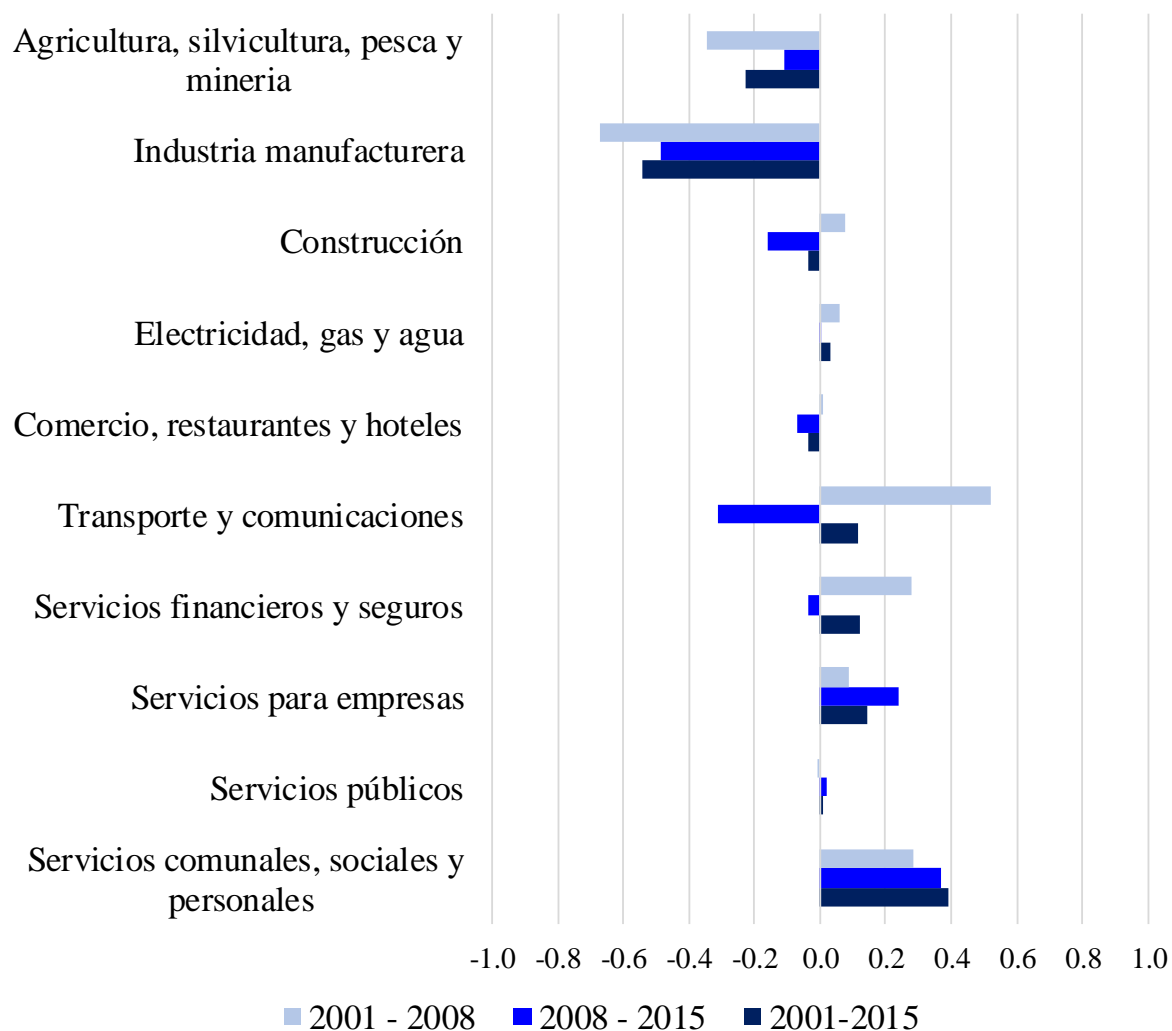 Agricultura, silvicultura, pesca y
mineria
Industria manufacturera
Construcción
Electricidad, gas y agua
Comercio, restaurantes y hoteles
Transporte y comunicaciones
Servicios financieros y seguros
Servicios para empresas
Servicios públicos
Servicios comunales, sociales y
personales
-1.0 -0.8 -0.6 -0.4 -0.2 0.0 0.2 0.4 0.6 0.8 1.0
2001 - 2008 2008 - 2015 2001-2015